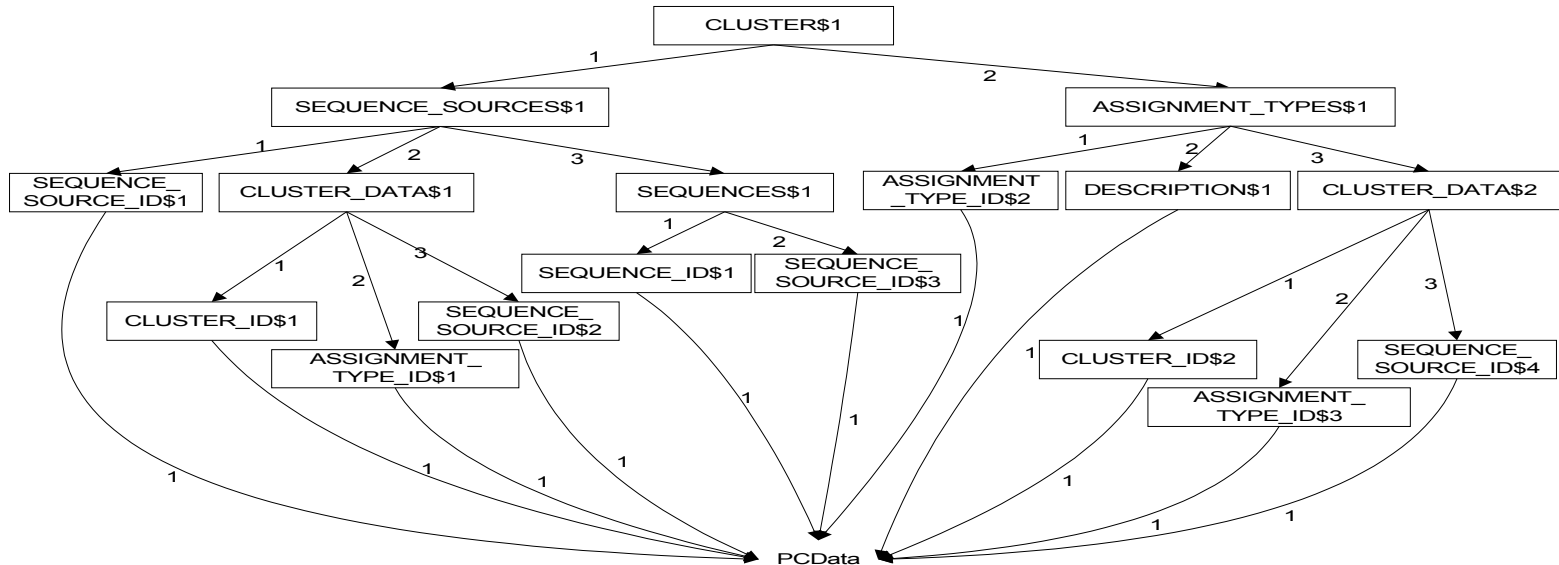 CLUSTER$1
1
2
SEQUENCE_SOURCES$1
ASSIGNMENT_TYPES$1
1
2
3
1
2
3
SEQUENCE_
SOURCE_ID$1
CLUSTER_DATA$1
SEQUENCES$1
ASSIGNMENT
_TYPE_ID$2
DESCRIPTION$1
CLUSTER_DATA$2
1
2
3
1
2
1
2
3
SEQUENCE_ID$1
SEQUENCE_
SOURCE_ID$3
CLUSTER_ID$1
SEQUENCE_
SOURCE_ID$2
ASSIGNMENT_
TYPE_ID$1
CLUSTER_ID$2
SEQUENCE_
SOURCE_ID$4
ASSIGNMENT_
TYPE_ID$3
1
1
1
1
1
1
1
1
1
1
1
PCData